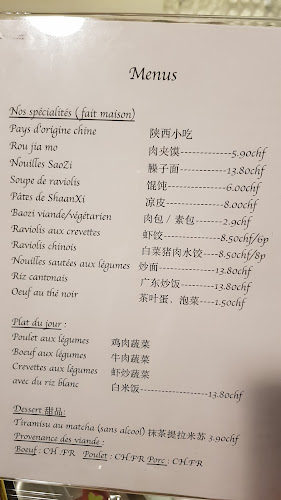 Menus
Nos spécialités ( fait maison)
Pays d'origine chine 陕西小吃
Rou jia mo 肉夹馍-------------5.90chf
Nouilles SaoZi 臊子面-------------13.80chf
Soupe de raviolis 馄饨-------------6.00chf
Pâtes de ShaanXi 凉皮-------------8.00chf
Baozi viande/végétarien 肉包 / 素包-------2.9chf
Raviolis aux crevettes 虾饺-------------8.50chf/6p
Raviolis chinois 白菜猪肉水饺----8.50chf/8p
Nouilles sautées aux légumes 炒面-------------13.80chf
Riz cantonais 广东炒饭----------13.80chf
Oeuf au thé noir 茶叶蛋、泡菜----1.50chf
Plat du jour :
Poulet aux légumes 鸡肉蔬菜
Boeuf aux légumes 牛肉蔬菜
Crevettes aux légumes 虾炒蔬菜
avec du riz blanc 白米饭-----------------13.80chf
Dessert 甜品:
Tiramisu au matcha (sans alcool) 抹茶提拉米苏 3.90chf
Provenance des viande :
Boeuf : CH.FR Poulet : CH.FR Porc : CH.FR